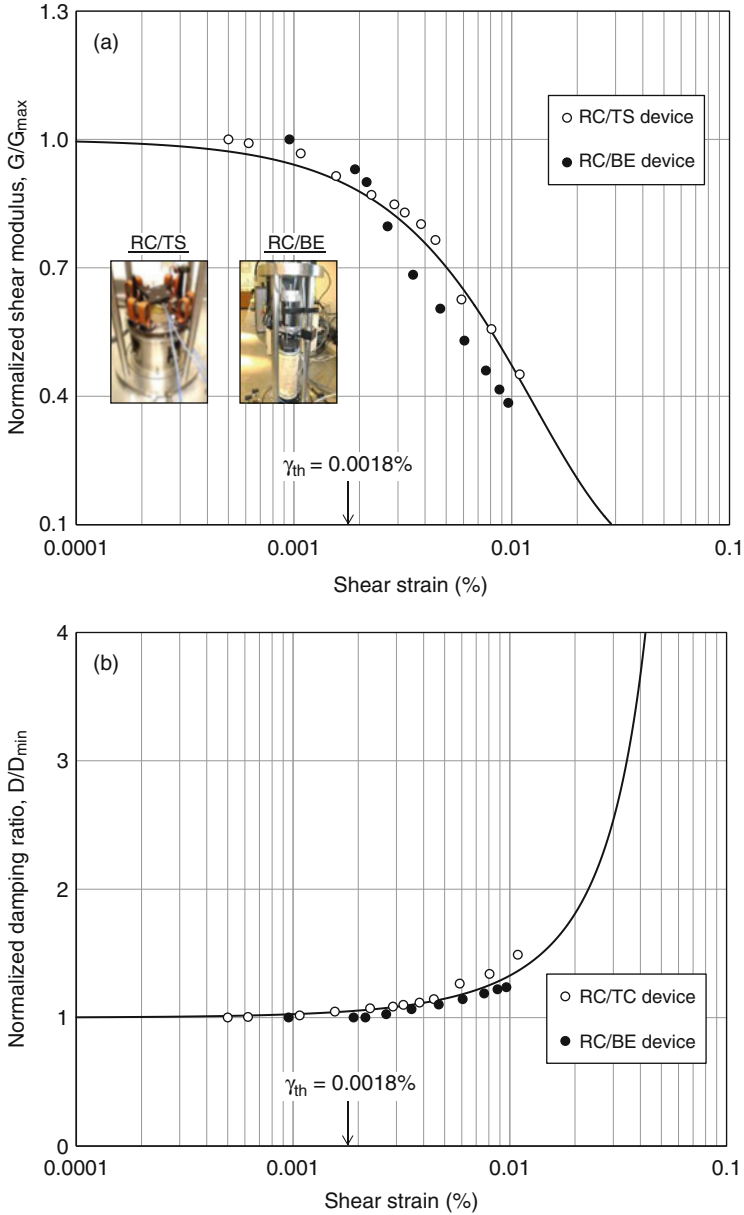 1.3
(a)
RC/TS device
RC/BE device
1.0
Normalized shear modulus, G/Gmax
RC/TS
RC/BE
0.7
0.4
γth = 0.0018%
0.1
0.0001
0.001
0.01
0.1
Shear strain (%)
4
(b)
3
Normalized damping ratio, D/Dmin
2
RC/TC device
RC/BE device
1
γth = 0.0018%
0
0.0001
0.001
0.01
0.1
Shear strain (%)